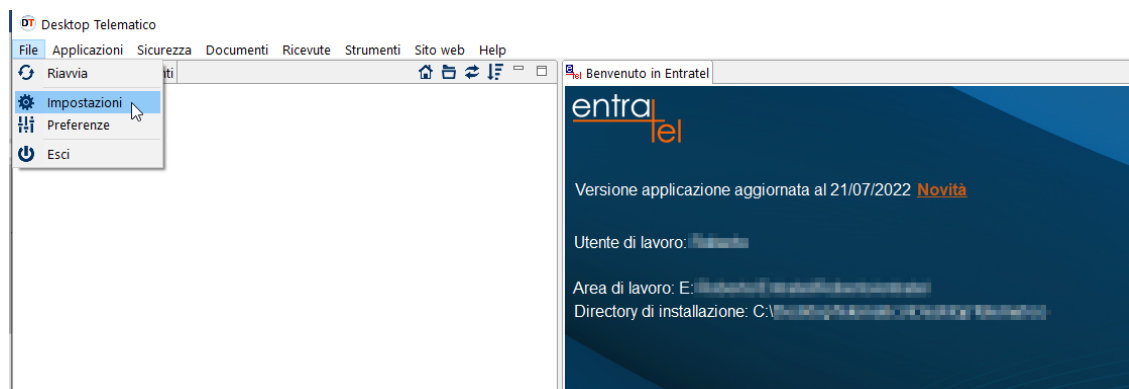 DT Desktop Telematico
File Applicazioni Sicurezza Documenti Ricevute Strumenti Sito web Help
Riavvia
Impostazioni
Preferenze
Esci
Benvenuto in Entratel
entratel
Versione applicazione aggiornata al 21/07/2022 Novità
Utente di lavoro:
Area di lavoro: E:
Directory di installazione: C:\